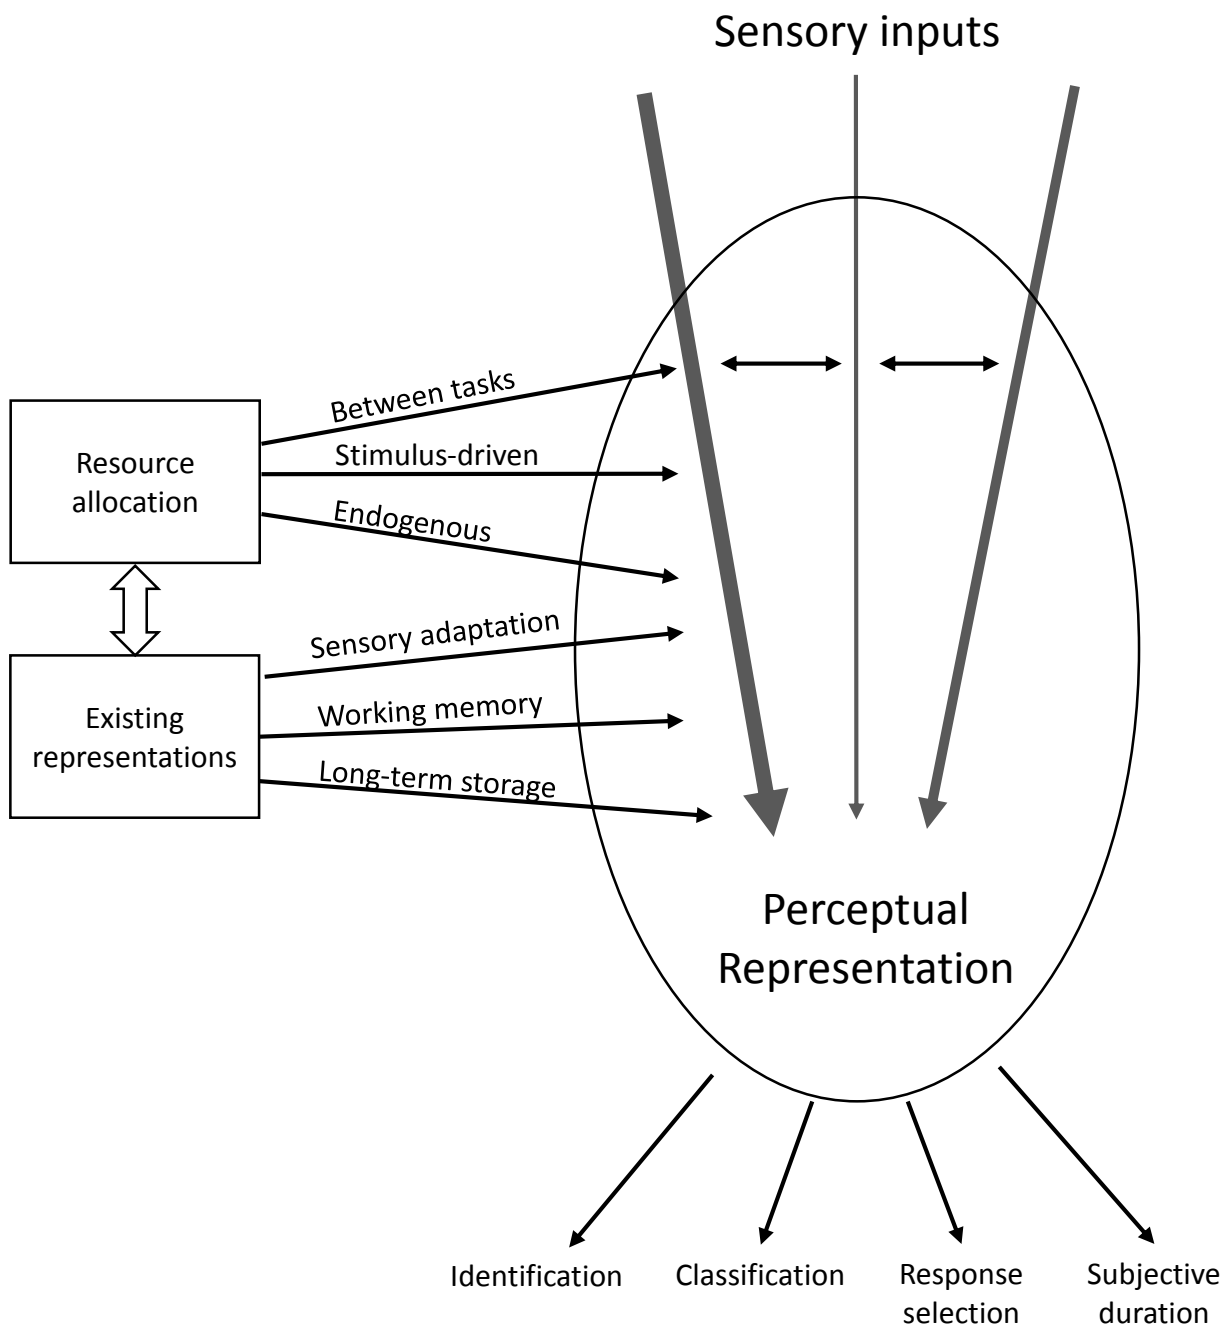 Sensory inputs
Between tasks
Stimulus-driven
Endogenous
Resource
allocation
Sensory adaptation
Working memory
Long-term storage
Existing
representations
Perceptual
Representation
Identification
Classification
Response
selection
Subjective
duration